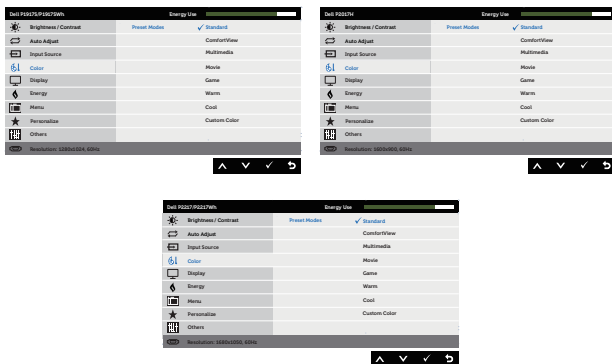 Dell P1917S/P1917SWh Energy Use
Brightness / Contrast Preset Modes ✓ Standard
Auto Adjust ComfortView
Input Source Multimedia
Color Movie
Display Game
Energy Warm
Menu Cool
Personalize Custom Color
Others
Resolution: 1280x1024, 60Hz
Dell P2017H Energy Use
Brightness / Contrast Preset Modes ✓ Standard
Auto Adjust ComfortView
Input Source Multimedia
Color Movie
Display Game
Energy Warm
Menu Cool
Personalize Custom Color
Others
Resolution: 1600x900, 60Hz
Dell P2217/P2217Wh Energy Use
Brightness / Contrast Preset Modes ✓ Standard
Auto Adjust ComfortView
Input Source Multimedia
Color Movie
Display Game
Energy Warm
Menu Cool
Personalize Custom Color
Others
Resolution: 1680x1050, 60Hz